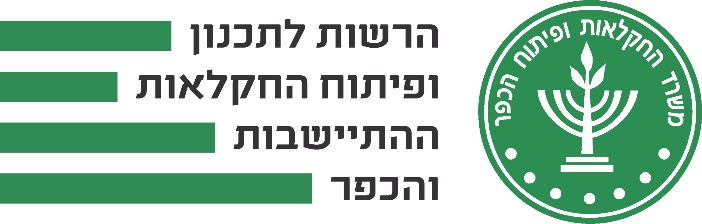 הרשות לתכנון
ופיתוח החקלאות
ההתיישבות
והכפר
משרד החקלאות ופיתוח הכפר